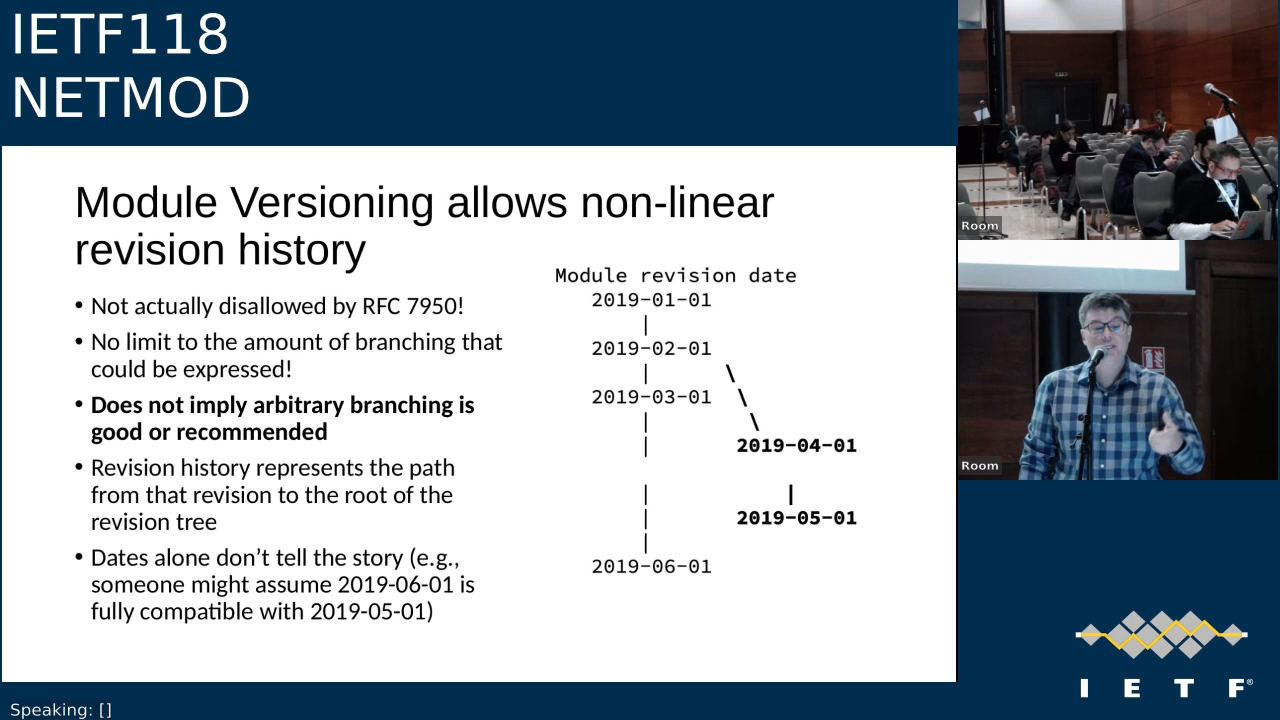 IETF118
NETMOD
Module Versioning allows non-linear
revision history
• Not actually disallowed by RFC 7950!
• No limit to the amount of branching that
could be expressed!
• Does not imply arbitrary branching is
good or recommended
• Revision history represents the path
from that revision to the root of the
revision tree
• Dates alone don’t tell the story (e.g.,
someone might assume 2019-06-01 is
fully compatible with 2019-05-01)
Module revision date
2019-01-01
2019-02-01
2019-03-01
2019-04-01
2019-05-01
2019-06-01
Room
Room
I E T F®
Speaking: []